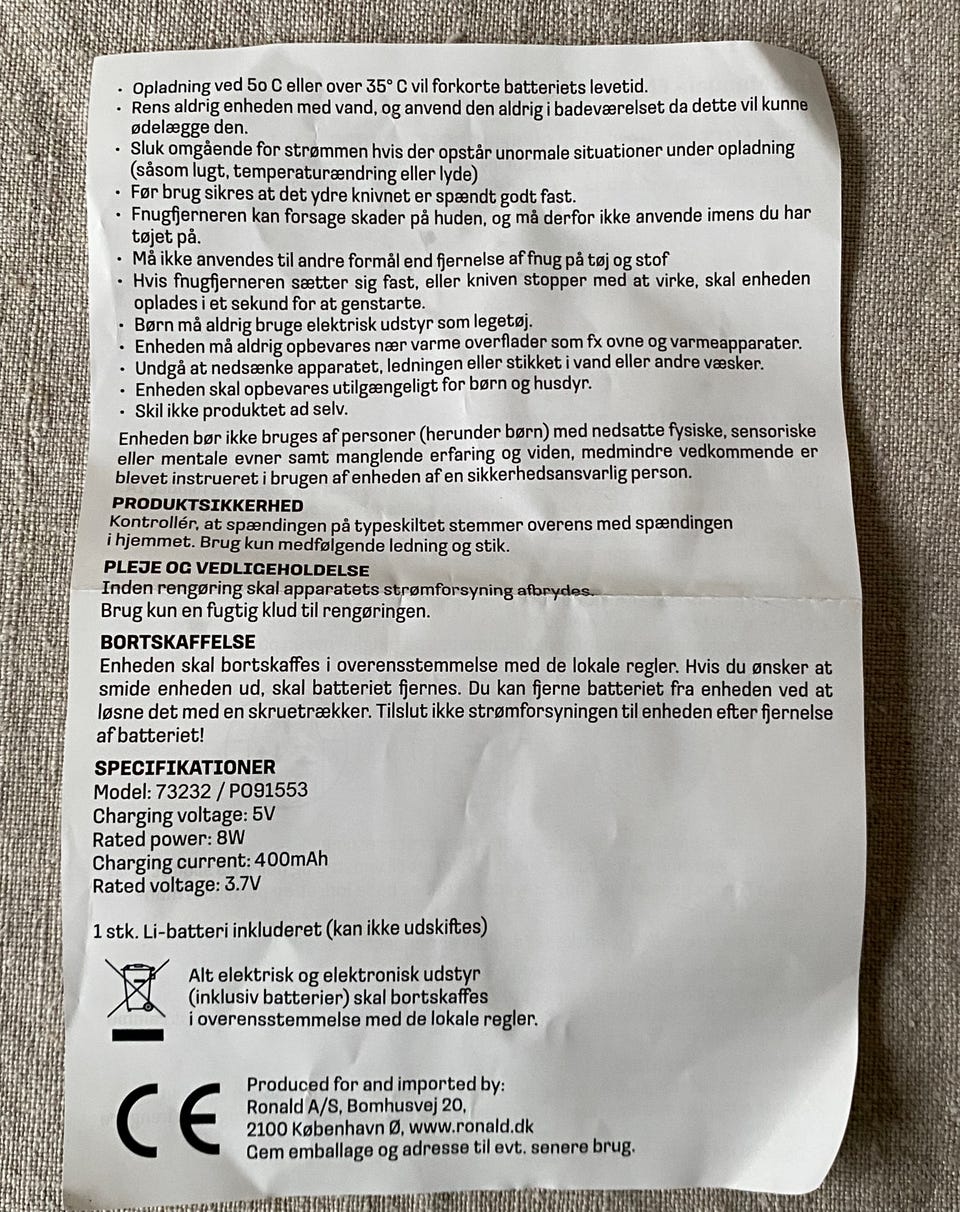 • Opladning ved 5o C eller over 35° C vil forkorte batteriets levetid.
• Rens aldrig enheden med vand, og anvend den aldrig i badeværelset da dette vil kunne
ødelægge den.
• Sluk omgående for strømmen hvis der opstår unormale situationer under opladning
(såsom lugt, temperaturændring eller lyde)
• Før brug sikres at det ydre knivnet er spændt godt fast.
• Fnugfjerneren kan forsage skader på huden, og må derfor ikke anvende imens du har
tøjet på.
• Må ikke anvendes til andre formål end fjernelse af fnug på tøj og stof
• Hvis fnugfjerneren sætter sig fast, eller kniven stopper med at virke, skal enheden
oplades i et sekund for at genstarte.
• Børn må aldrig bruge elektrisk udstyr som legetøj.
• Enheden må aldrig opbevares nær varme overflader som fx ovne og varmeapparater.
• Undgå at nedsænke apparatet, ledningen eller stikket i vand eller andre væsker.
• Enheden skal opbevares utilgængeligt for børn og husdyr.
• Skil ikke produktet ad selv.
Enheden bør ikke bruges af personer (herunder børn) med nedsatte fysiske, sensoriske
eller mentale evner samt manglende erfaring og viden, medmindre vedkommende er
blevet instrueret i brugen af enheden af en sikkerhedsansvarlig person.
PRODUKTSIKKERHED
Kontrollér, at spændingen på typeskiltet stemmer overens med spændingen
i hjemmet. Brug kun medfølgende ledning og stik.
PLEJE OG VEDLIGEHOLDELSE
Inden rengøring skal apparatets strømforsyning afbrydes.
Brug kun en fugtig klud til rengøringen.
BORTSKAFFELSE
Enheden skal bortskaffes i overensstemmelse med de lokale regler. Hvis du ønsker at
smide enheden ud, skal batteriet fjernes. Du kan fjerne batteriet fra enheden ved at
løsne det med en skruetrækker. Tilslut ikke strømforsyningen til enheden efter fjernelse
af batteriet!
SPECIFIKATIONER
Model: 73232 / PO91553
Charging voltage: 5V
Rated power: 8W
Charging current: 400mAh
Rated voltage: 3.7V
1 stk. Li-batteri inkluderet (kan ikke udskiftes)
Alt elektrisk og elektronisk udstyr
(inklusiv batterier) skal bortskaffes
i overensstemmelse med de lokale regler.
CE
Produced for and imported by:
Ronald A/S, Bomhusvej 20,
2100 København Ø, www.ronald.dk
Gem emballage og adresse til evt. senere brug.